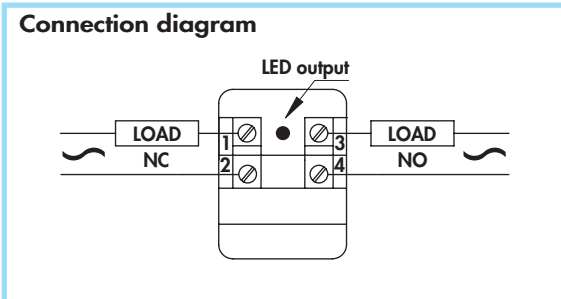 Connection diagram
LED output
LOAD 1 3 LOAD
NC 2 4 NO